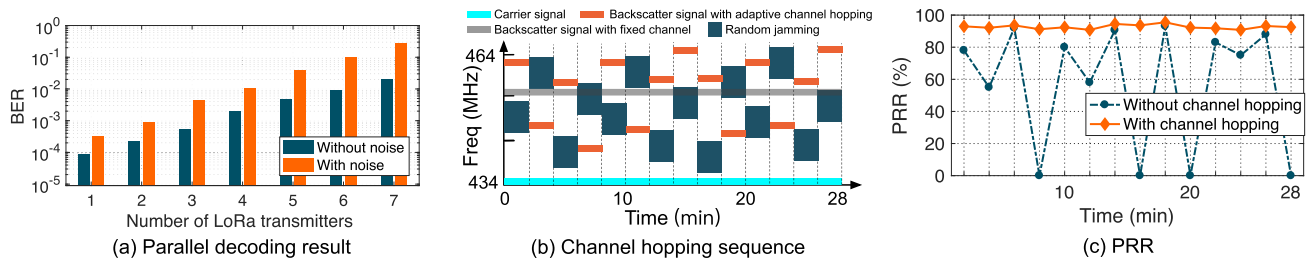 10^0
10^-1
10^-2
10^-3
10^-4
10^-5
BER
Without noise
With noise
1 2 3 4 5 6 7
Number of LoRa transmitters
(a) Parallel decoding result
Carrier signal
Backscatter signal with adaptive channel hopping
Backscatter signal with fixed channel
Random jamming
464
Freq (MHz)
434
0 10 20 28
Time (min)
(b) Channel hopping sequence
100
80
60
40
20
0
PRR (%)
Without channel hopping
With channel hopping
10 20 28
Time (min)
(c) PRR